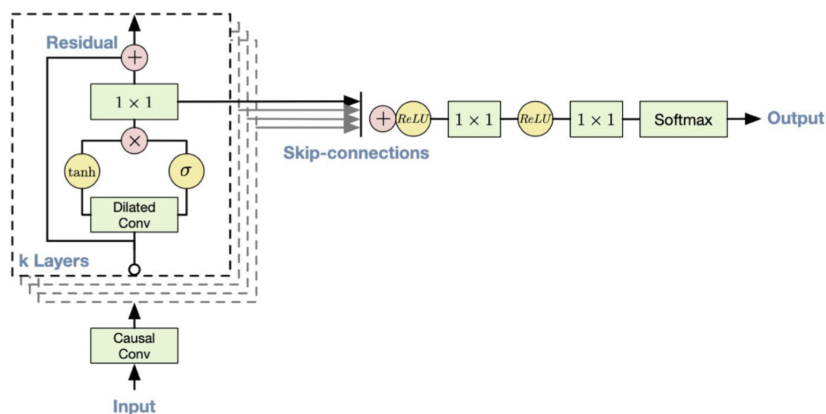 Residual
+
1 × 1
×
tanh
σ
Dilated
Conv
k Layers
Causal
Conv
Input
+
ReLU
1 × 1
ReLU
1 × 1
Softmax
Output
Skip-connections